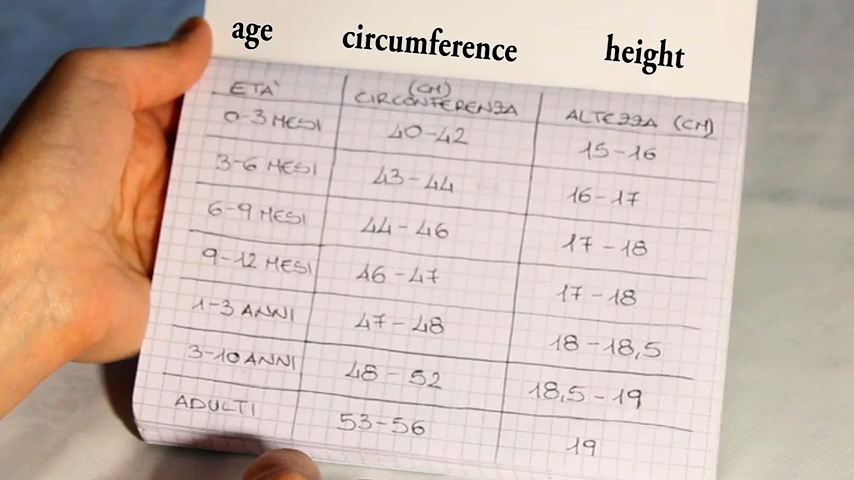 age circumference height
ETÀ CIRCONFERENZA (CM) ALTEZZA (CM)
0-3 MESI 40-42 15-16
3-6 MESI 43-44 16-17
6-9 MESI 44-46 17-18
9-12 MESI 46-47 17-18
1-3 ANNI 47-48 18-18,5
3-10 ANNI 48-52 18,5-19
ADULTI 53-56 19